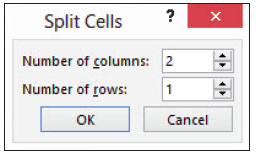 Split Cells ?
Number of columns: 2
Number of rows: 1
OK Cancel